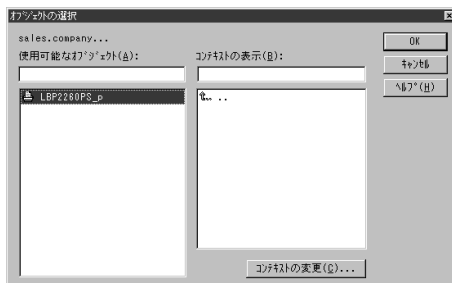 ｵﾌﾞｼﾞｪｸﾄの選択
sales.company...
使用可能なｵﾌﾞｼﾞｪｸﾄ(A):
ｺﾝﾃｷｽﾄの表示(B):
LBP2260PS_p
..
OK
ｷｬﾝｾﾙ
ﾍﾙﾌﾟ(H)
ｺﾝﾃｷｽﾄの変更(C)...